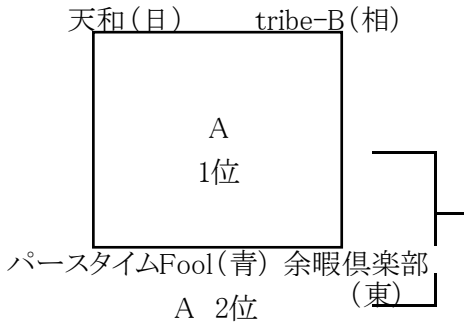 天和(日) tribe-B(相)
A
1位
パースタイムFool(青) 余暇倶楽部
(東)
A 2位